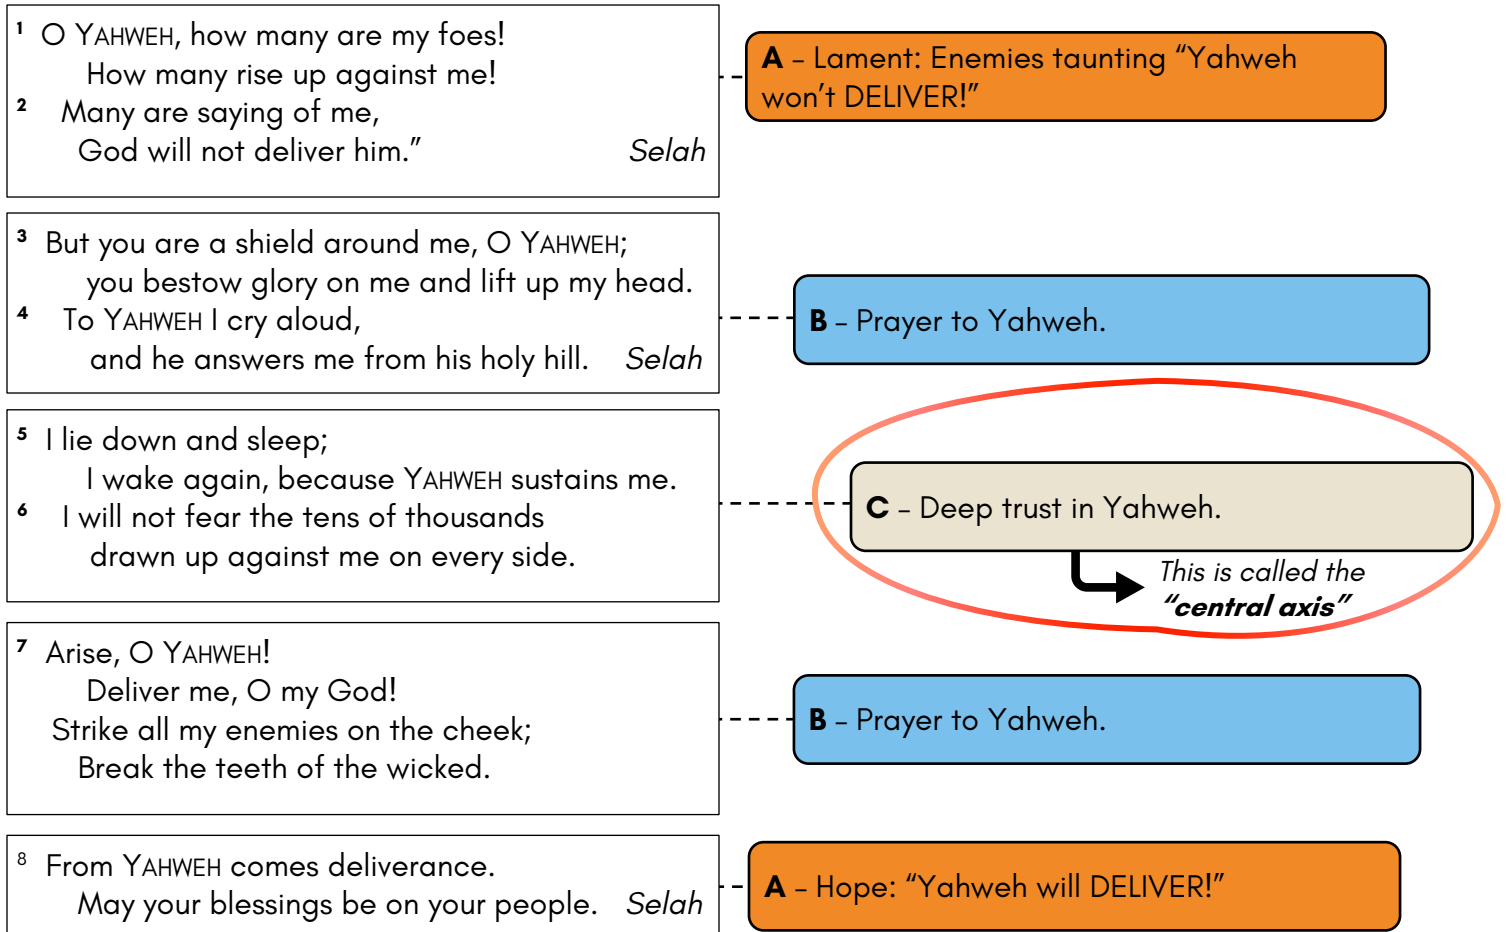 1 O YAHWEH, how many are my foes!
How many rise up against me!
2 Many are saying of me,
God will not deliver him.” Selah
A – Lament: Enemies taunting “Yahweh
won’t DELIVER!”
3 But you are a shield around me, O YAHWEH;
you bestow glory on me and lift up my head.
4 To YAHWEH I cry aloud,
and he answers me from his holy hill. Selah
B – Prayer to Yahweh.
5 I lie down and sleep;
I wake again, because YAHWEH sustains me.
6 I will not fear the tens of thousands
drawn up against me on every side.
C – Deep trust in Yahweh.
This is called the
“central axis”
7 Arise, O YAHWEH!
Deliver me, O my God!
Strike all my enemies on the cheek;
Break the teeth of the wicked.
B – Prayer to Yahweh.
8 From YAHWEH comes deliverance.
May your blessings be on your people. Selah
A – Hope: “Yahweh will DELIVER!”